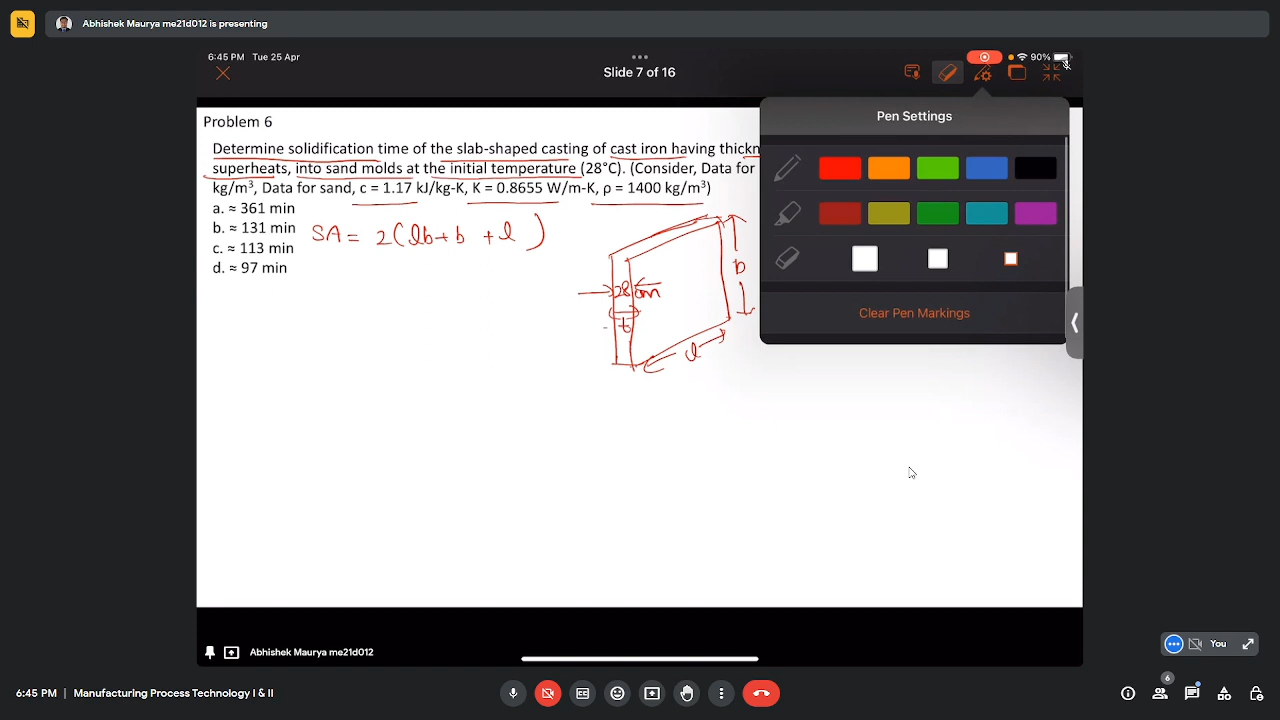 Abhishek Maurya me21d012 is presenting
6:45 PM Tue 25 Apr
90%
Slide 7 of 16
Pen Settings
Problem 6
Determine solidification time of the slab-shaped casting of cast iron having thickn
superheats, into sand molds at the initial temperature (28°C). (Consider, Data for
kg/m³, Data for sand, c = 1.17 kJ/kg-K, K = 0.8655 W/m-K, ρ = 1400 kg/m³)
a. ≈ 361 min
b. ≈ 131 min
c. ≈ 113 min
d. ≈ 97 min
SA = 2(lb+b +l )
28 cm
t
b
l
Clear Pen Markings
Abhishek Maurya me21d012
You
6:45 PM | Manufacturing Process Technology I & II
6